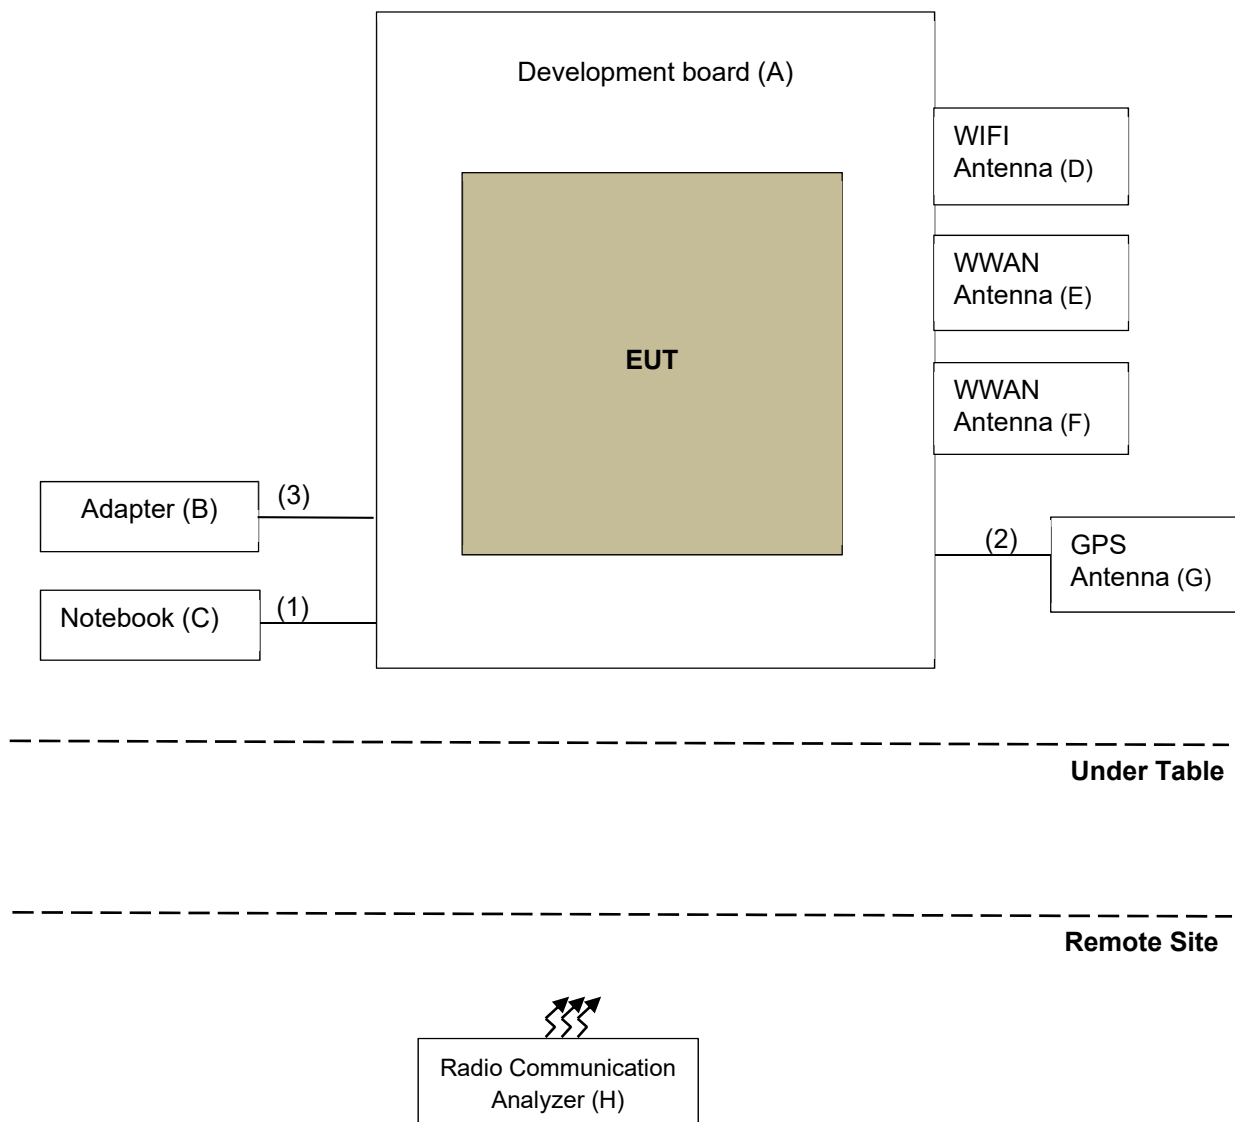 Development board (A)
WIFI
Antenna (D)
WWAN
Antenna (E)
EUT
WWAN
Antenna (F)
Adapter (B)
(3)
(2)
GPS
Antenna (G)
Notebook (C)
(1)
Under Table
Remote Site
Radio Communication
Analyzer (H)